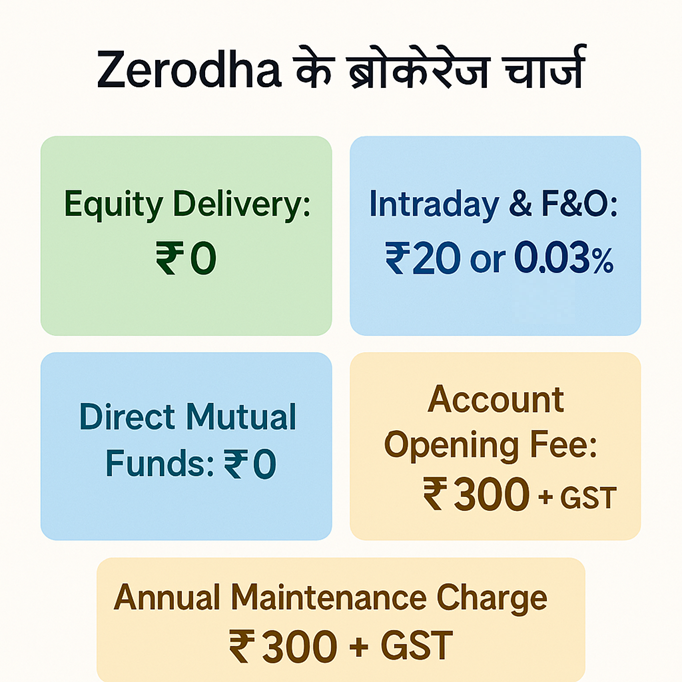 Zerodha के ब्रोकेरेज चार्ज
Equity Delivery:
₹0
Intraday & F&O:
₹20 or 0.03%
Direct Mutual
Funds: ₹0
Account
Opening Fee:
₹300 + GST
Annual Maintenance Charge
₹300 + GST